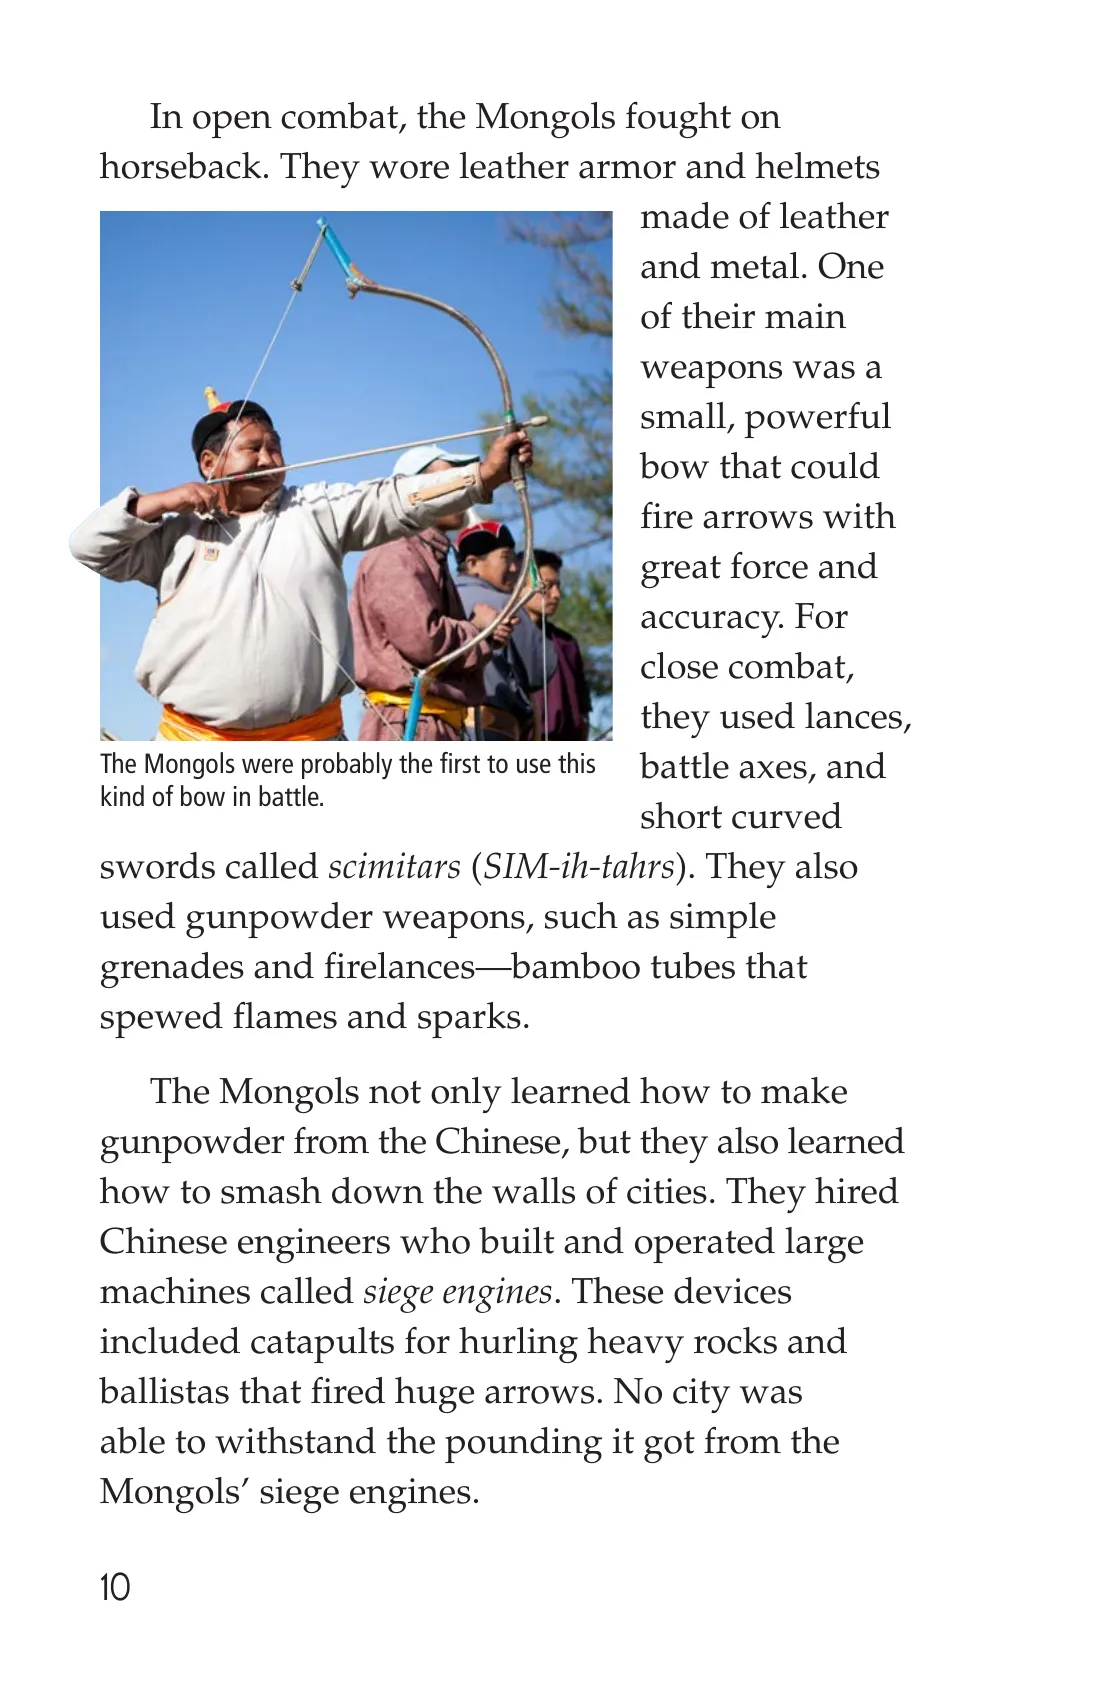 In open combat, the Mongols fought on
horseback. They wore leather armor and helmets
made of leather
and metal. One
of their main
weapons was a
small, powerful
bow that could
fire arrows with
great force and
accuracy. For
close combat,
they used lances,
battle axes, and
short curved
The Mongols were probably the first to use this
kind of bow in battle.
swords called scimitars (SIM-ih-tahrs). They also
used gunpowder weapons, such as simple
grenades and firelances—bamboo tubes that
spewed flames and sparks.
The Mongols not only learned how to make
gunpowder from the Chinese, but they also learned
how to smash down the walls of cities. They hired
Chinese engineers who built and operated large
machines called siege engines. These devices
included catapults for hurling heavy rocks and
ballistas that fired huge arrows. No city was
able to withstand the pounding it got from the
Mongols’ siege engines.
10